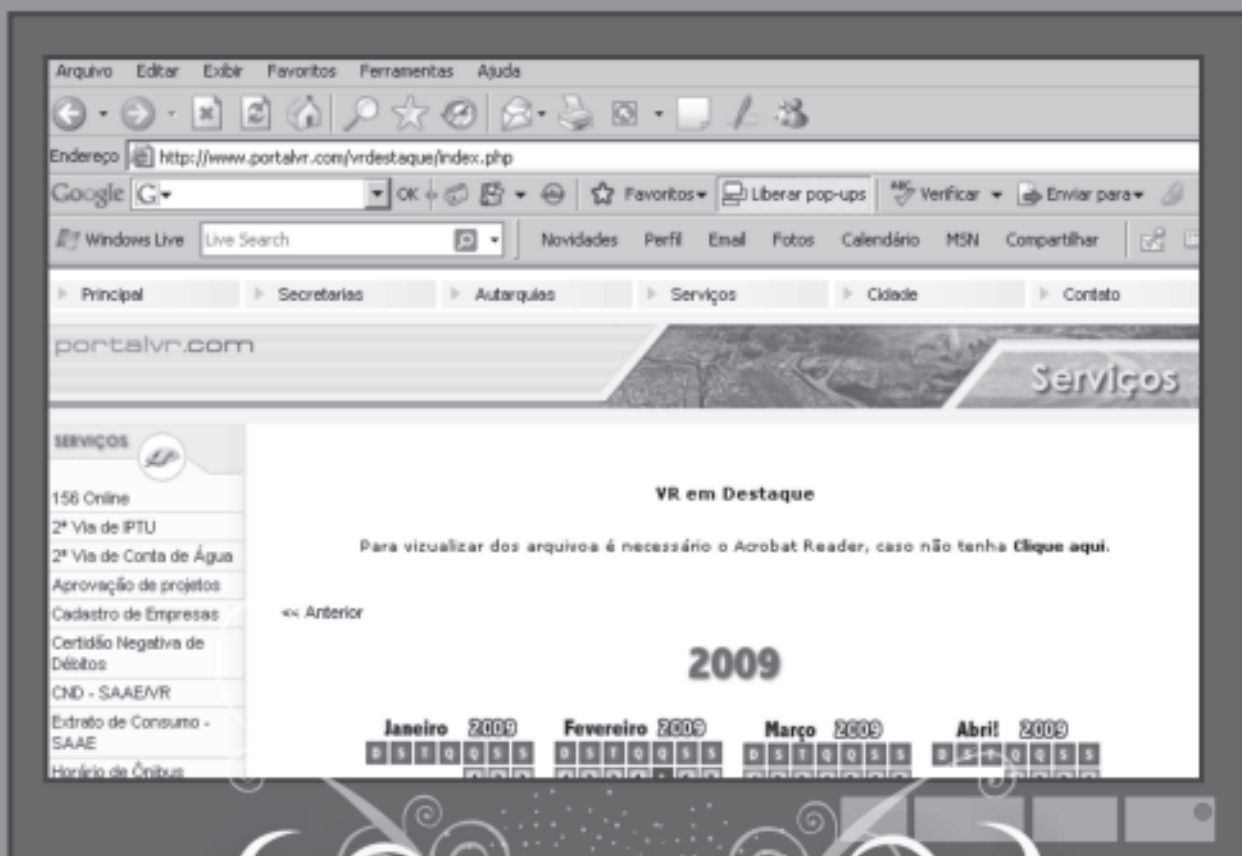 Arquivo Editar Exibir Favoritos Ferramentas Ajuda
Endereço http://www.portalvr.com/vrdestaque/index.php
Google G OK Favoritos Liberar pop-ups ABC Verificar Enviar para
Windows Live Live Search Novidades Perfil Email Fotos Calendário MSN Compartilhar
Principal Secretarias Autarquias Serviços Cidade Contato
portalvr.com
Serviços
SERVIÇOS
156 Online
2ª Via de IPTU
2ª Via de Conta de Água
Aprovação de projetos
Cadastro de Empresas
Certidão Negativa de
Débitos
CND - SAAE/VR
Extrato de Consumo -
SAAE
Horário de Ônibus
VR em Destaque
Para vizualizar dos arquivoa é necessário o Acrobat Reader, caso não tenha Clique aqui.
<< Anterior
2009
Janeiro 2009 Fevereiro 2009 Março 2009 Abril 2009
D S T Q Q S S D S T Q Q S S D S T Q Q S S D S T Q Q S S